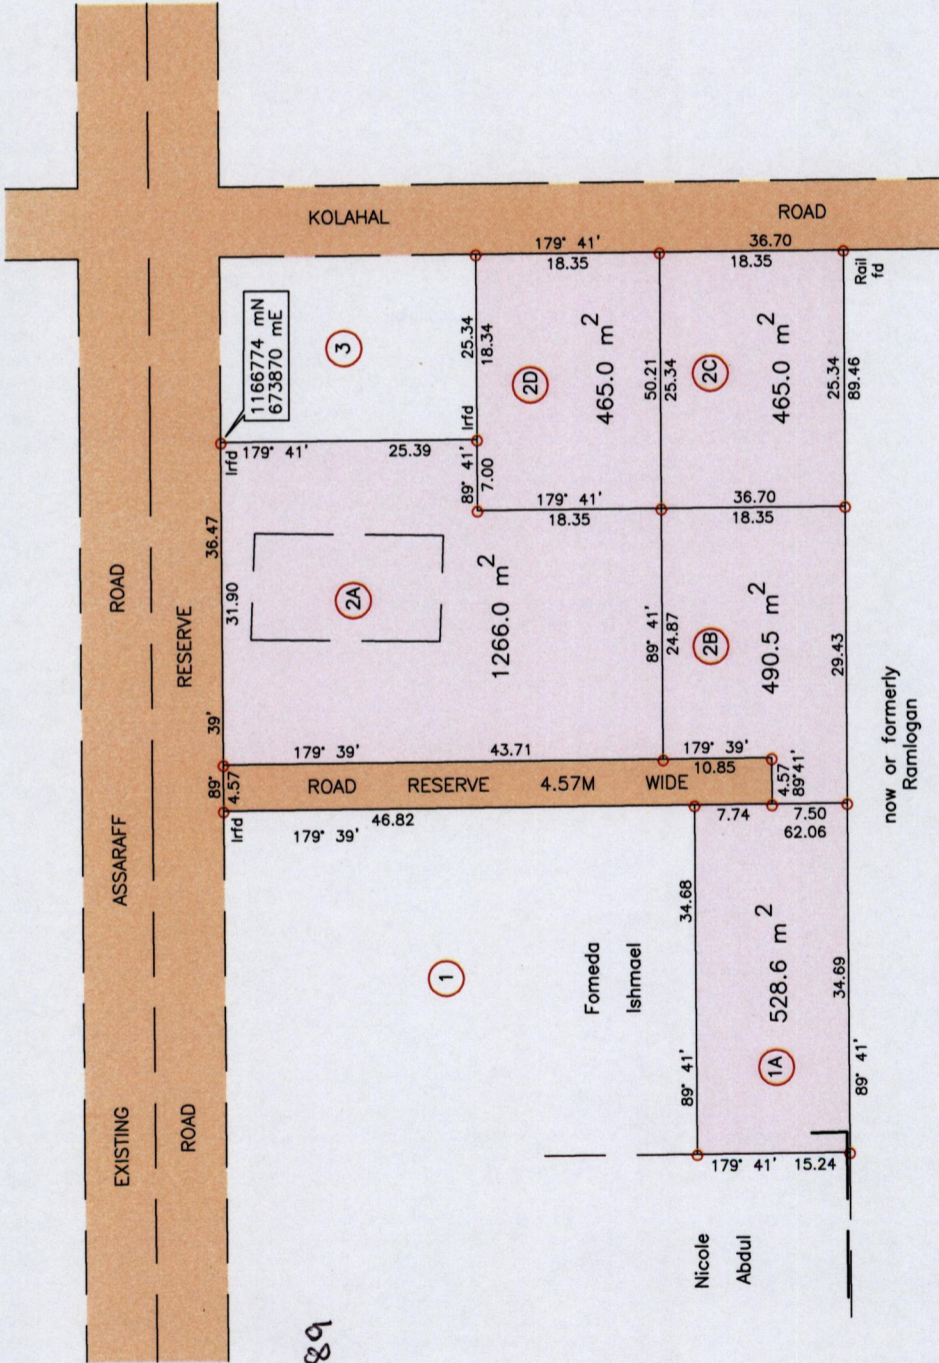 EXISTING ASSARAFF ROAD
ROAD RESERVE
KOLAHAL ROAD
89° 39' 36.47
4.57
31.90
1166774 mN
673870 mE
Irfd
Irfd
179° 41' 25.39
3
2A
1266.0 m²
179° 39' 43.71
ROAD RESERVE 4.57M WIDE
46.82
179° 39'
1
Fomeda
Ishmael
Irfd
89° 41' 25.34
7.00 18.34
179° 41'
18.35
2D
465.0 m²
179° 41'
18.35
50.21
25.34
89° 41'
24.87
36.70
18.35
2C
465.0 m²
36.70
18.35
2B
490.5 m²
179° 39'
10.85
4.57
89°41'
7.74 7.50
62.06
89° 41' 34.68
1A
528.6 m²
179° 41' 15.24
34.69
89° 41'
29.43
25.34
89.46
Rail
fd
Nicole
Abdul
now or formerly
Ramlogan
89